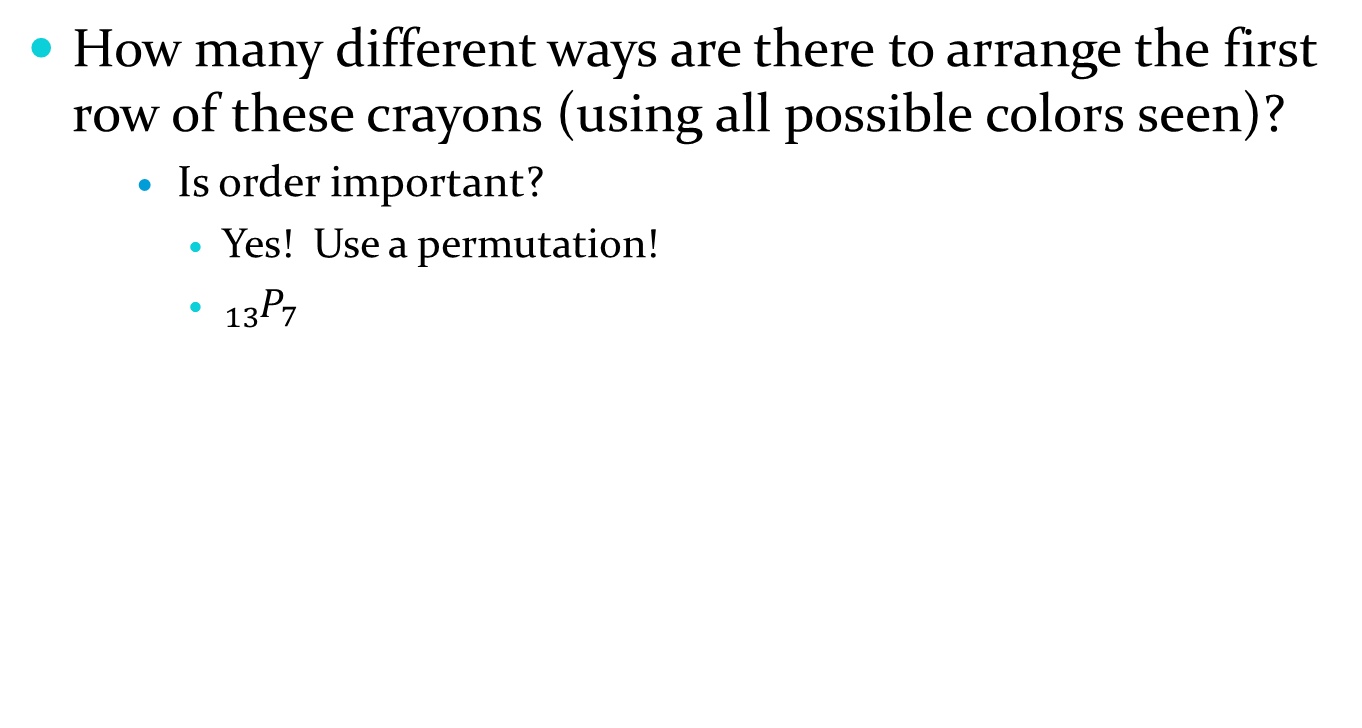 • How many different ways are there to arrange the first
row of these crayons (using all possible colors seen)?
• Is order important?
• Yes!  Use a permutation!
• ₁₃P₇